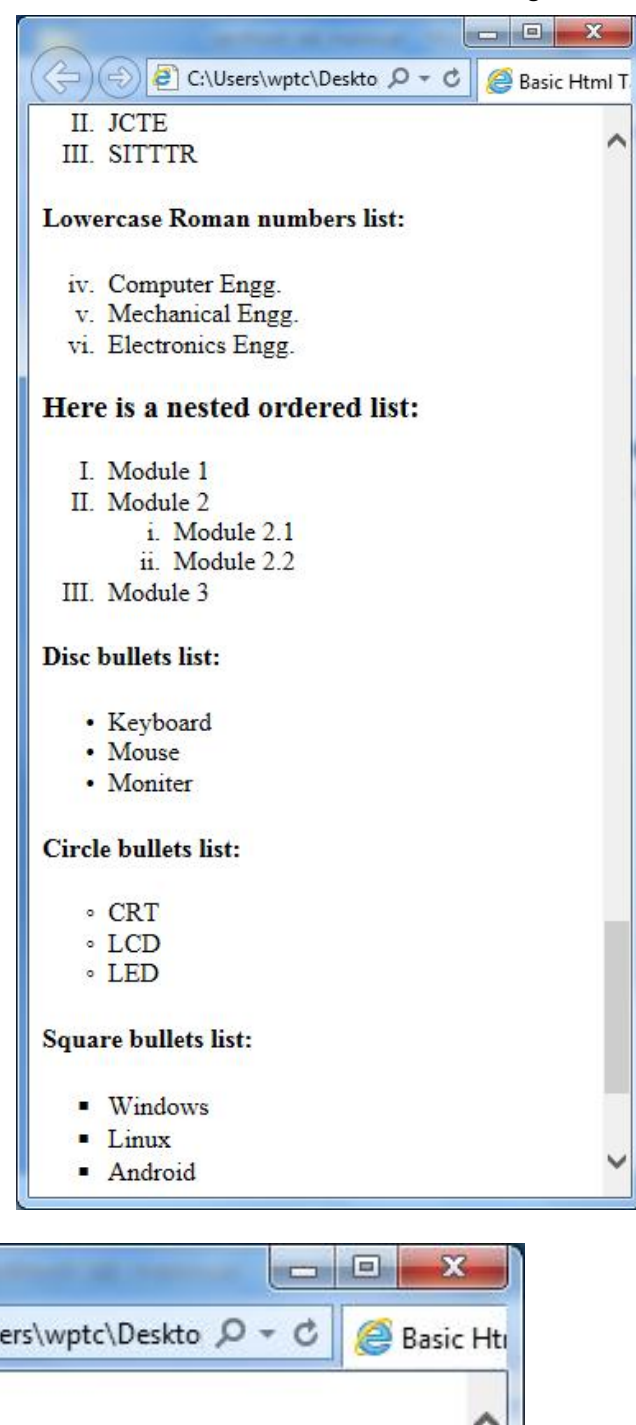 C:\Users\wptc\Deskto
Basic Html T
II. JCTE
III. SITTTR
Lowercase Roman numbers list:
iv. Computer Engg.
v. Mechanical Engg.
vi. Electronics Engg.
Here is a nested ordered list:
I. Module 1
II. Module 2
i. Module 2.1
ii. Module 2.2
III. Module 3
Disc bullets list:
• Keyboard
• Mouse
• Moniter
Circle bullets list:
◦ CRT
◦ LCD
◦ LED
Square bullets list:
▪ Windows
▪ Linux
▪ Android
ers\wptc\Deskto
Basic Htm